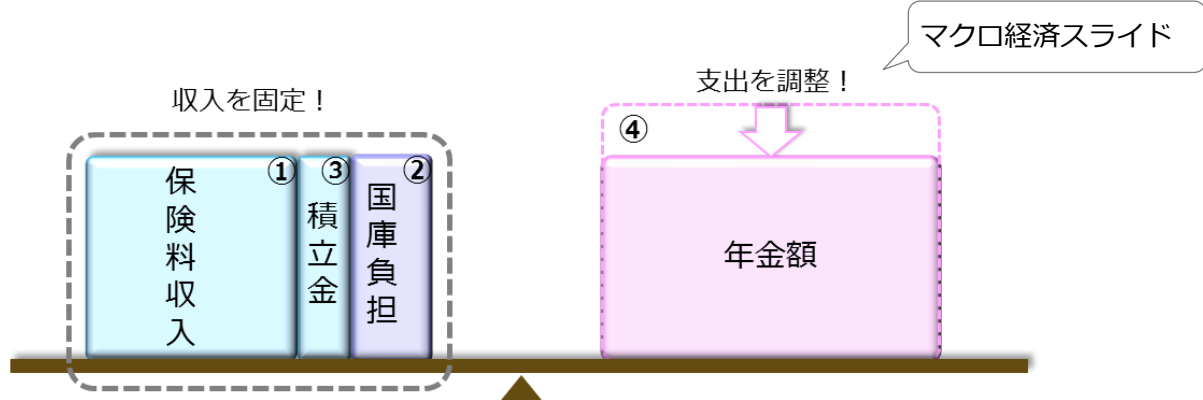 マクロ経済スライド
収入を固定！
支出を調整！
①
保険料収入
③
積立金
②
国庫負担
④
年金額